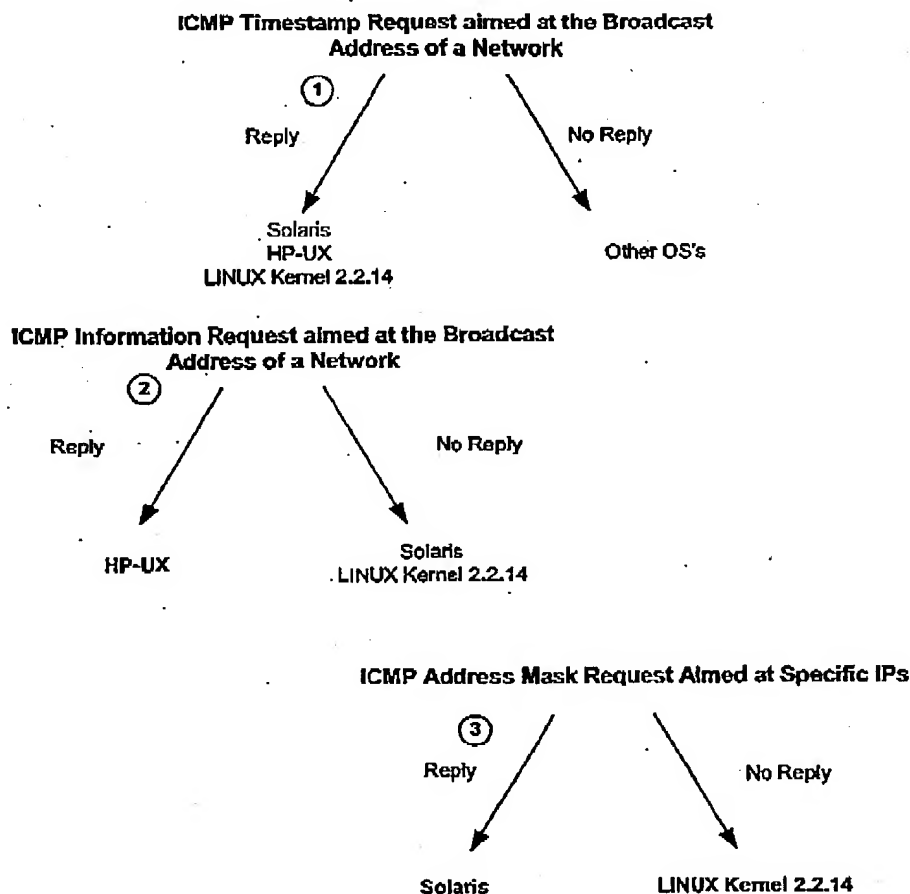 ICMP Timestamp Request aimed at the Broadcast
Address of a Network
1
Reply
No Reply
Solaris
HP-UX
LINUX Kernel 2.2.14
Other OS's
ICMP Information Request aimed at the Broadcast
Address of a Network
2
Reply
No Reply
HP-UX
Solaris
LINUX Kernel 2.2.14
ICMP Address Mask Request Aimed at Specific IPs
3
Reply
No Reply
Solaris
LINUX Kernel 2.2.14